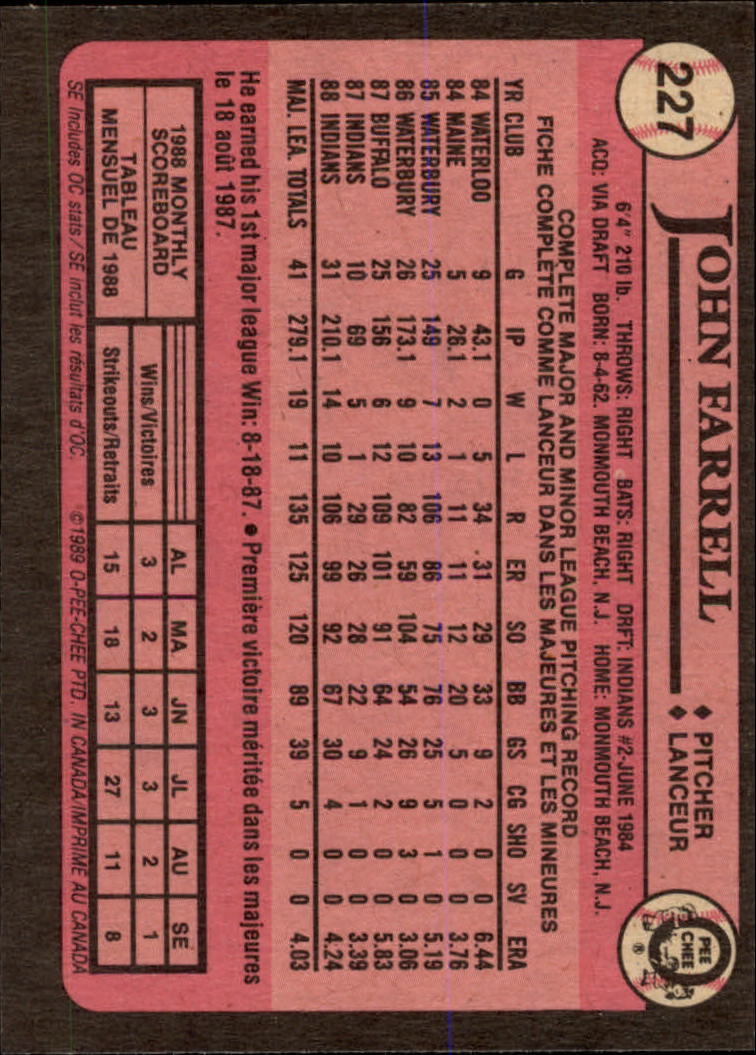 227
JOHN FARRELL
♦ PITCHER
♦ LANCEUR
O PEE CHEE ®
6'4" 210 lb. THROWS: RIGHT BATS: RIGHT DRFT: INDIANS #2-JUNE 1984
ACQ: VIA DRAFT BORN: 8-4-62. MONMOUTH BEACH, N.J. HOME: MONMOUTH BEACH, N.J.
COMPLETE MAJOR AND MINOR LEAGUE PITCHING RECORD
FICHE COMPLÈTE COMME LANCEUR DANS LES MAJEURES ET LES MINEURES
YR CLUB G IP W L R ER SO BB GS CG SHO SV ERA
84 WATERLOO 9 43.1 0 5 34 31 29 33 9 2 0 0 6.44
84 MAINE 5 26.1 2 1 11 11 12 20 5 0 0 0 3.76
85 WATERBURY 25 149 7 13 106 86 75 76 25 5 1 0 5.19
86 WATERBURY 26 173.1 9 10 82 59 104 54 26 9 3 0 3.06
87 BUFFALO 25 156 6 12 109 101 91 64 24 2 0 0 5.83
87 INDIANS 10 69 5 1 29 26 28 22 9 1 0 0 3.39
88 INDIANS 31 210.1 14 10 106 99 92 67 30 4 0 0 4.24
MAJ. LEA. TOTALS 41 279.1 19 11 135 125 120 89 39 5 0 0 4.03
He earned his 1st major league Win: 8-18-87. • Première victoire méritée dans les majeures
le 18 août 1987.
1988 MONTHLY
SCOREBOARD
TABLEAU
MENSUEL DE 1988
AL MA JN JL AU SE
Wins/Victoires 3 2 3 3 2 1
Strikeouts/Retraits 15 18 13 27 11 8
SE Includes OC stats / SE inclut les résultats d'OC. ©1989 O-PEE-CHEE PTD. IN CANADA/IMPRIMÉ AU CANADA